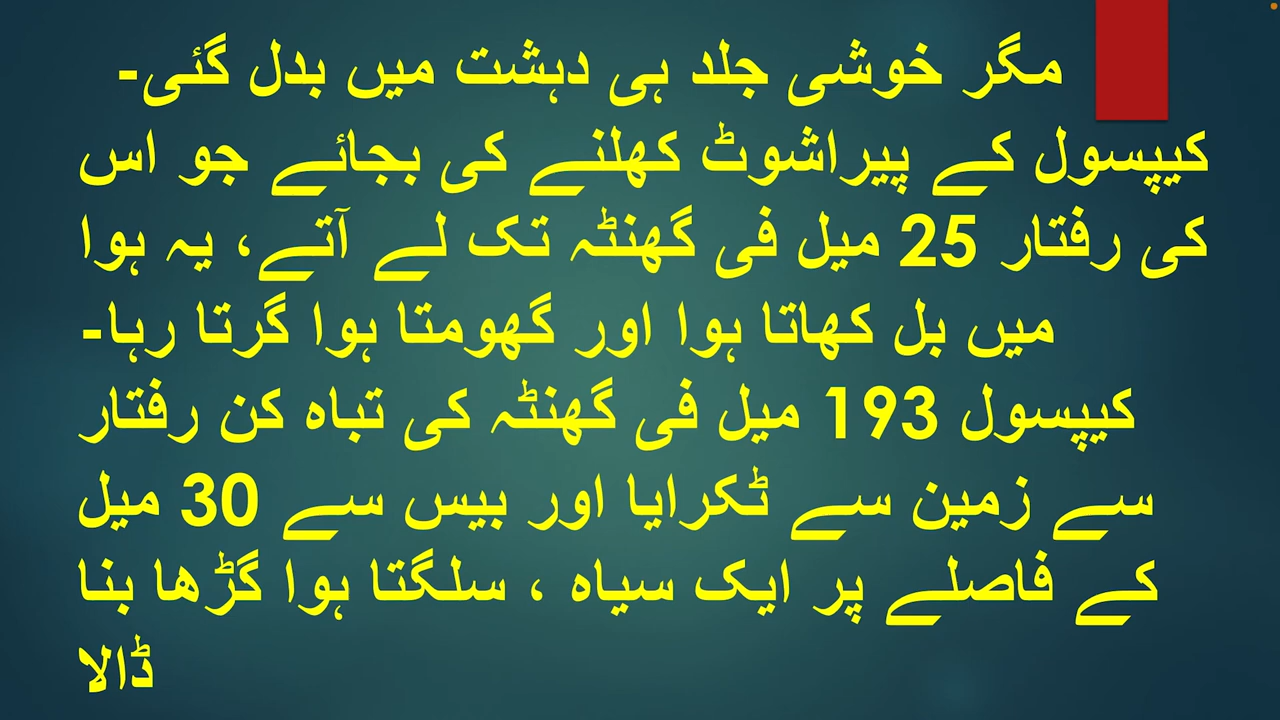 مگر خوشی جلد ہی دہشت میں بدل گئی-
کیپسول کے پیراشوٹ کھلنے کی بجائے جو اس
کی رفتار 25 میل فی گھنٹہ تک لے آتے، یہ ہوا
میں بل کھاتا ہوا اور گھومتا ہوا گرتا رہا-
کیپسول 193 میل فی گھنٹہ کی تباہ کن رفتار
سے زمین سے ٹکرایا اور بیس سے 30 میل
کے فاصلے پر ایک سیاہ ، سلگتا ہوا گڑھا بنا
ڈالا